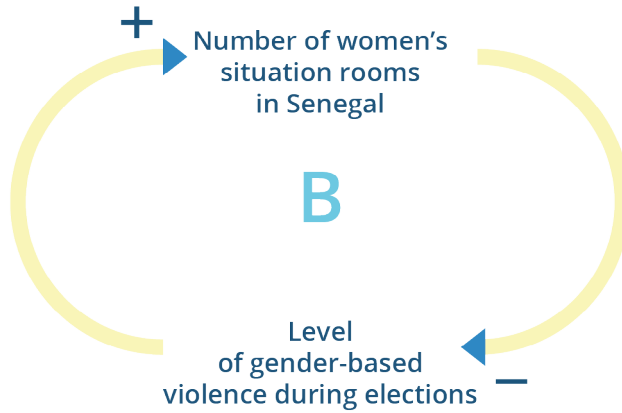 +
Number of women’s
situation rooms
in Senegal
B
Level
of gender-based
violence during elections
–